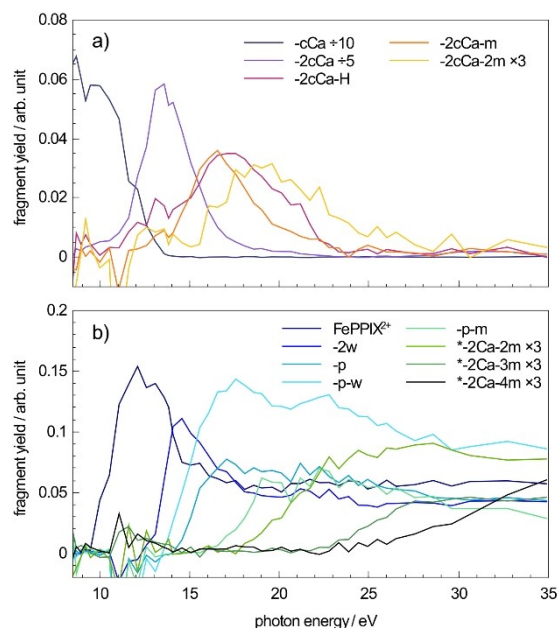 a)
-cCa ÷10
-2cCa ÷5
-2cCa-H
-2cCa-m
-2cCa-2m ×3
fragment yield / arb. unit
0.08
0.06
0.04
0.02
0
b)
FePPIX²⁺
-2w
-p
-p-w
-p-m
*-2Ca-2m ×3
*-2Ca-3m ×3
*-2Ca-4m ×3
fragment yield / arb. unit
0.2
0.15
0.1
0.05
0
10 15 20 25 30 35
photon energy / eV